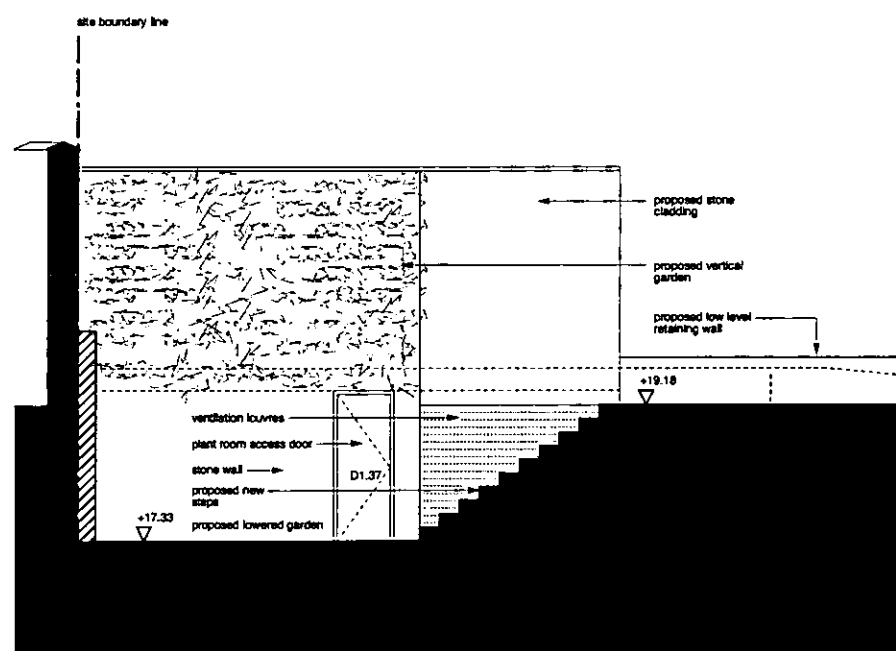 site boundary line
proposed stone
cladding
proposed vertical
garden
proposed low level
retaining wall
+19.18
ventilation louvres
plant room access door
stone wall
D1.37
proposed new
steps
+17.33
proposed lowered garden